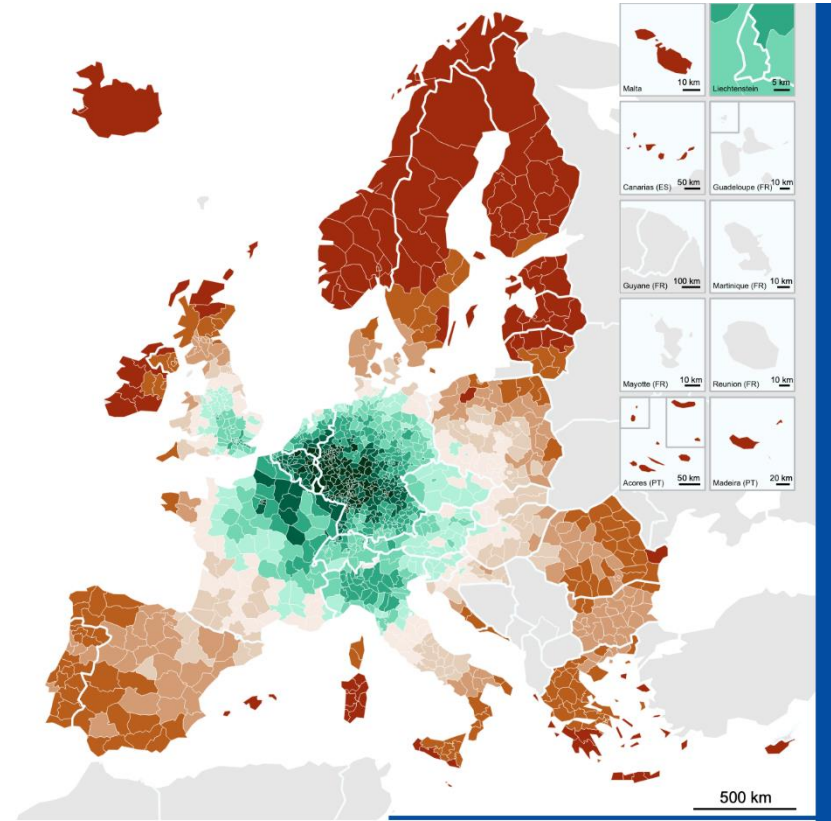 Malta
10 km
Liechtenstein
5 km
Canarias (ES)
50 km
Guadeloupe (FR)
10 km
Guyane (FR)
100 km
Martinique (FR)
10 km
Mayotte (FR)
10 km
Reunion (FR)
10 km
Acores (PT)
50 km
Madeira (PT)
20 km
500 km